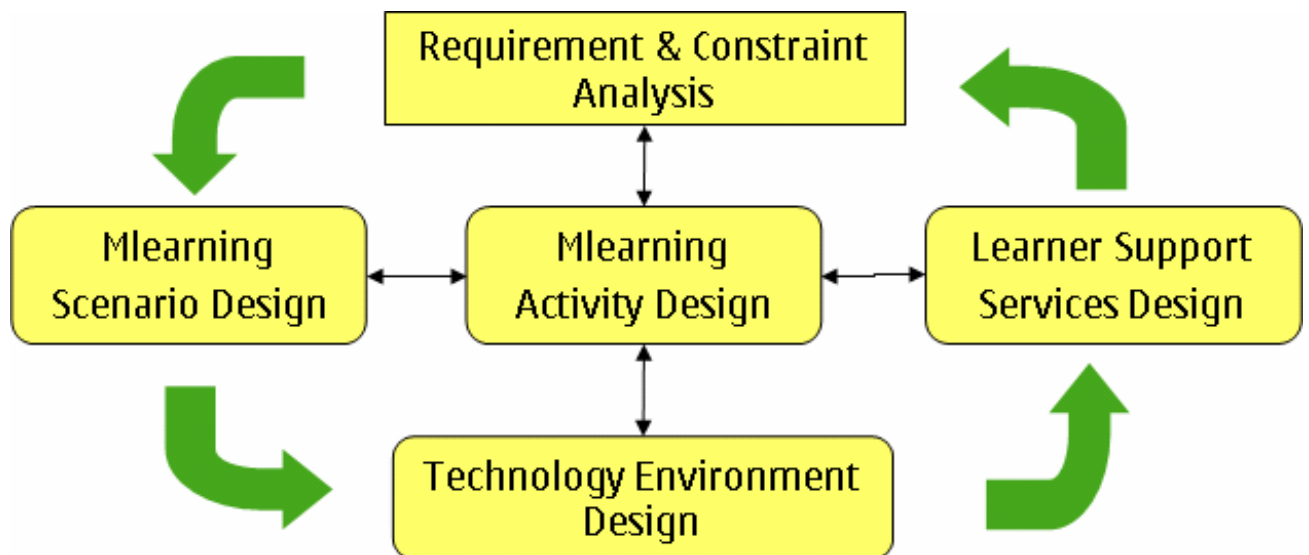 Requirement & Constraint
Analysis
Mlearning
Scenario Design
Mlearning
Activity Design
Learner Support
Services Design
Technology Environment
Design